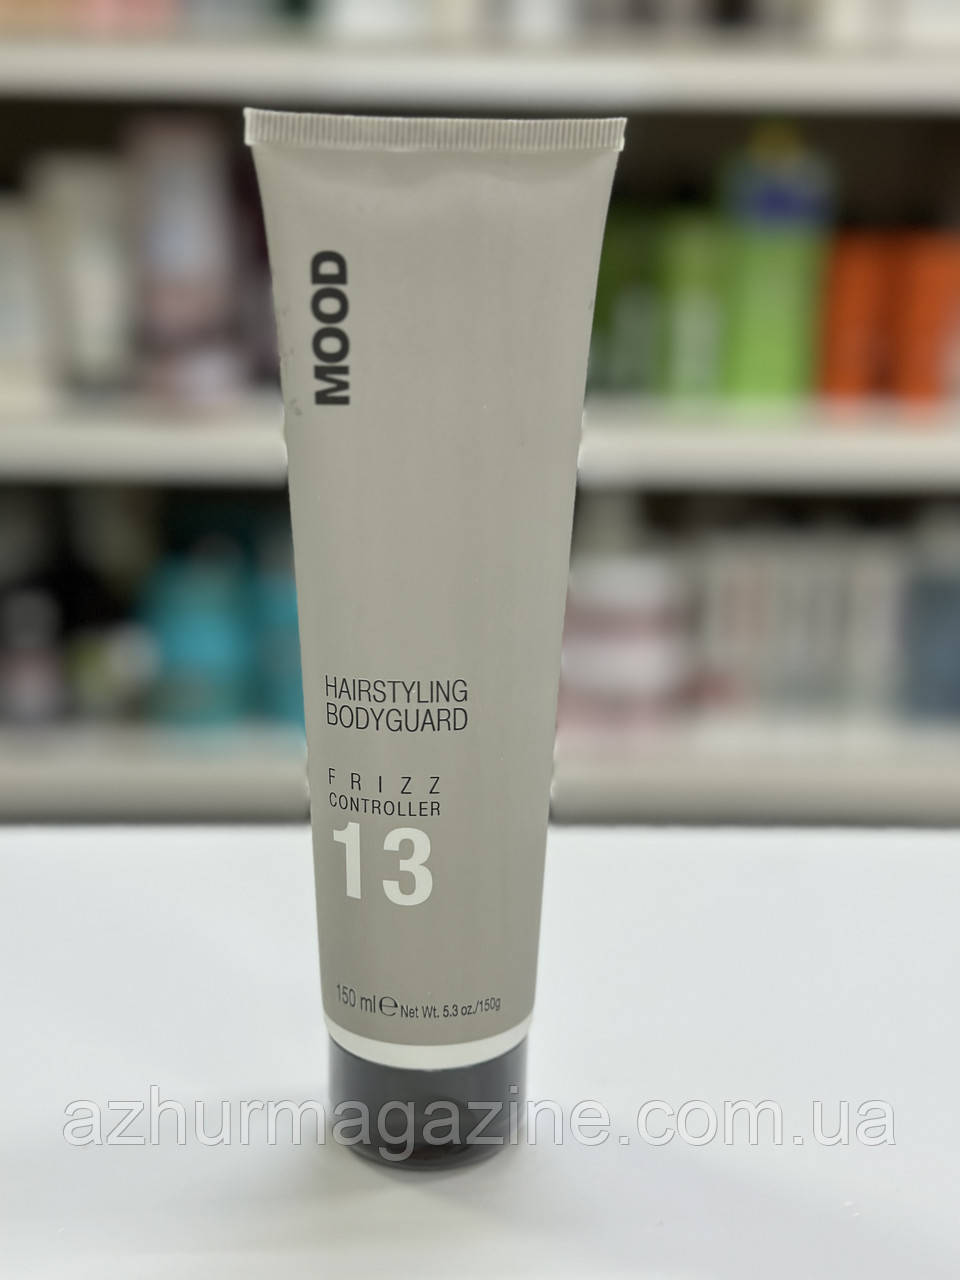 MOOD
HAIRSTYLING
BODYGUARD
FRIZZ
CONTROLLER
13
150 ml ℮ Net Wt. 5.3 oz./150g
azhurmagazine.com.ua